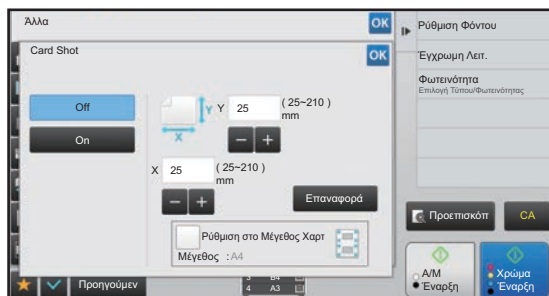 Άλλα
OK
Card Shot
OK
Off
On
Y 25 ( 25~210 )
mm
Y
X
X 25 ( 25~210 )
mm
Επαναφορά
Ρύθμιση στο Μέγεθος Χαρτ
Μέγεθος :A4
Προηγούμεν
3 B4
4 A3
Ρύθμιση Φόντου
Έγχρωμη Λειτ.
Φωτεινότητα
Επιλογή Τύπου/Φωτεινότητας
Προεπισκόπ
CA
Α/Μ
Έναρξη
Χρώμα
Έναρξη